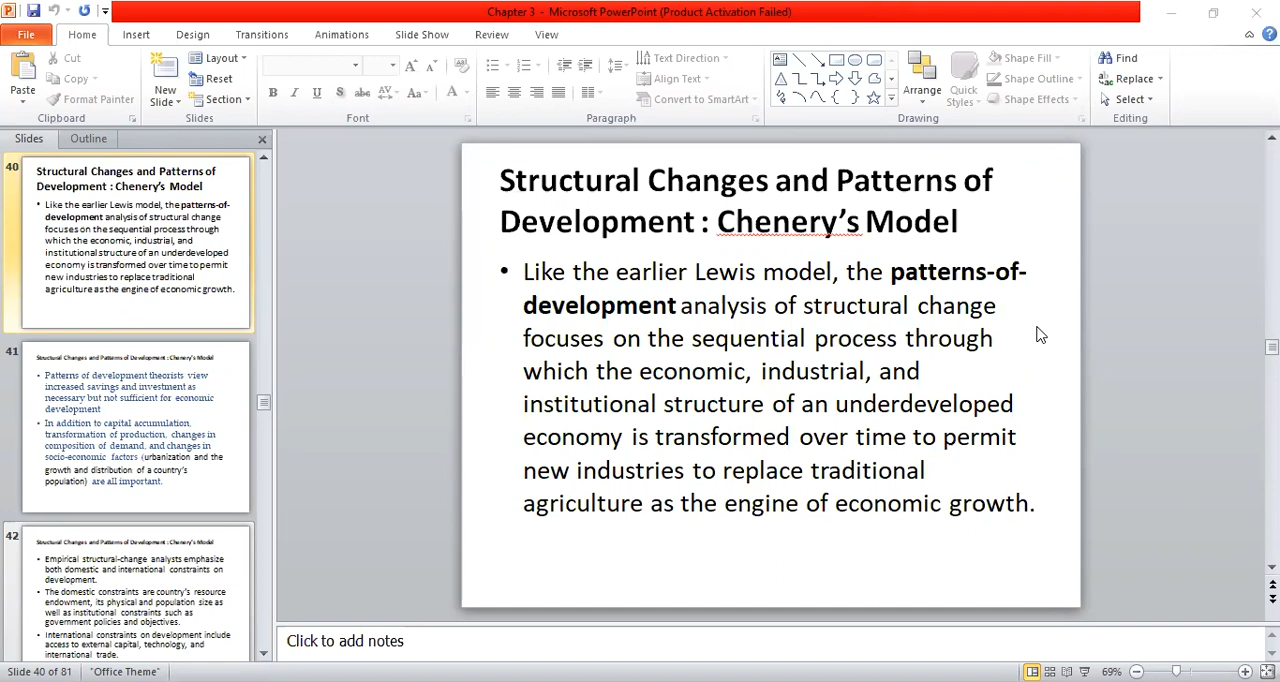 Chapter 3 - Microsoft PowerPoint (Product Activation Failed)
File Home Insert Design Transitions Animations Slide Show Review View
Paste
Cut
Copy
Format Painter
Clipboard
New
Slide
Layout
Reset
Section
Slides
Font
Text Direction
Align Text
Convert to SmartArt
Paragraph
Arrange
Quick
Styles
Shape Fill
Shape Outline
Shape Effects
Drawing
Find
Replace
Select
Editing
Slides Outline
40
Structural Changes and Patterns of
Development : Chenery's Model
• Like the earlier Lewis model, the patterns-of-
development analysis of structural change
focuses on the sequential process through
which the economic, industrial, and
institutional structure of an underdeveloped
economy is transformed over time to permit
new industries to replace traditional
agriculture as the engine of economic growth.
41
Structural Changes and Patterns of Development : Chenery's Model
• Patterns of development theorists view
increased savings and investment as
necessary but not sufficient for economic
development
• In addition to capital accumulation,
transformation of production, changes in
composition of demand, and changes in
socio-economic factors (urbanization and the
growth and distribution of a country's
population) are all important.
42
Structural Changes and Patterns of Development : Chenery's Model
• Empirical structural-change analysts emphasize
both domestic and international constraints on
development.
• The domestic constraints are country's resource
endowment, its physical and population size as
well as institutional constraints such as
government policies and objectives.
• International constraints on development include
access to external capital, technology, and
international trade.
Structural Changes and Patterns of
Development : Chenery's Model
• Like the earlier Lewis model, the patterns-of-
development analysis of structural change
focuses on the sequential process through
which the economic, industrial, and
institutional structure of an underdeveloped
economy is transformed over time to permit
new industries to replace traditional
agriculture as the engine of economic growth.
Click to add notes
Slide 40 of 81 "Office Theme" 69%